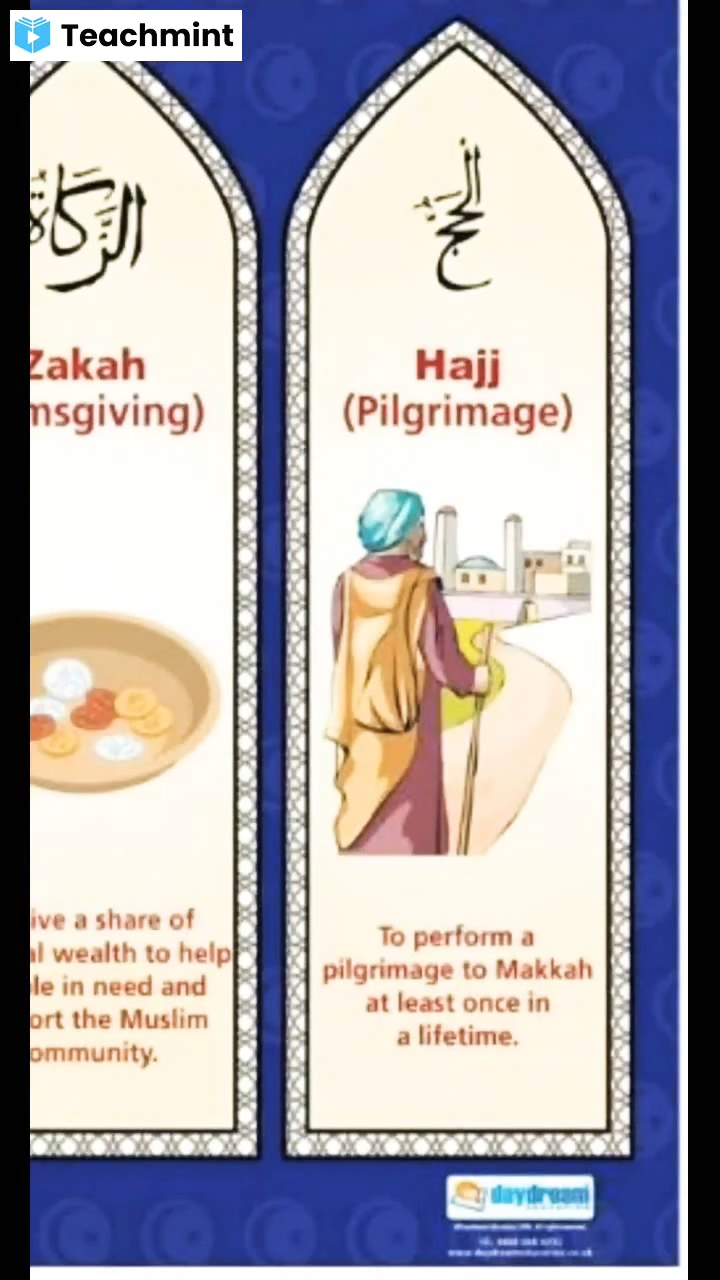 Teachmint
الزكاة
Zakah
msgiving)
ive a share of
al wealth to help
le in need and
ort the Muslim
ommunity.
الحج
Hajj
(Pilgrimage)
To perform a
pilgrimage to Makkah
at least once in
a lifetime.
daydream